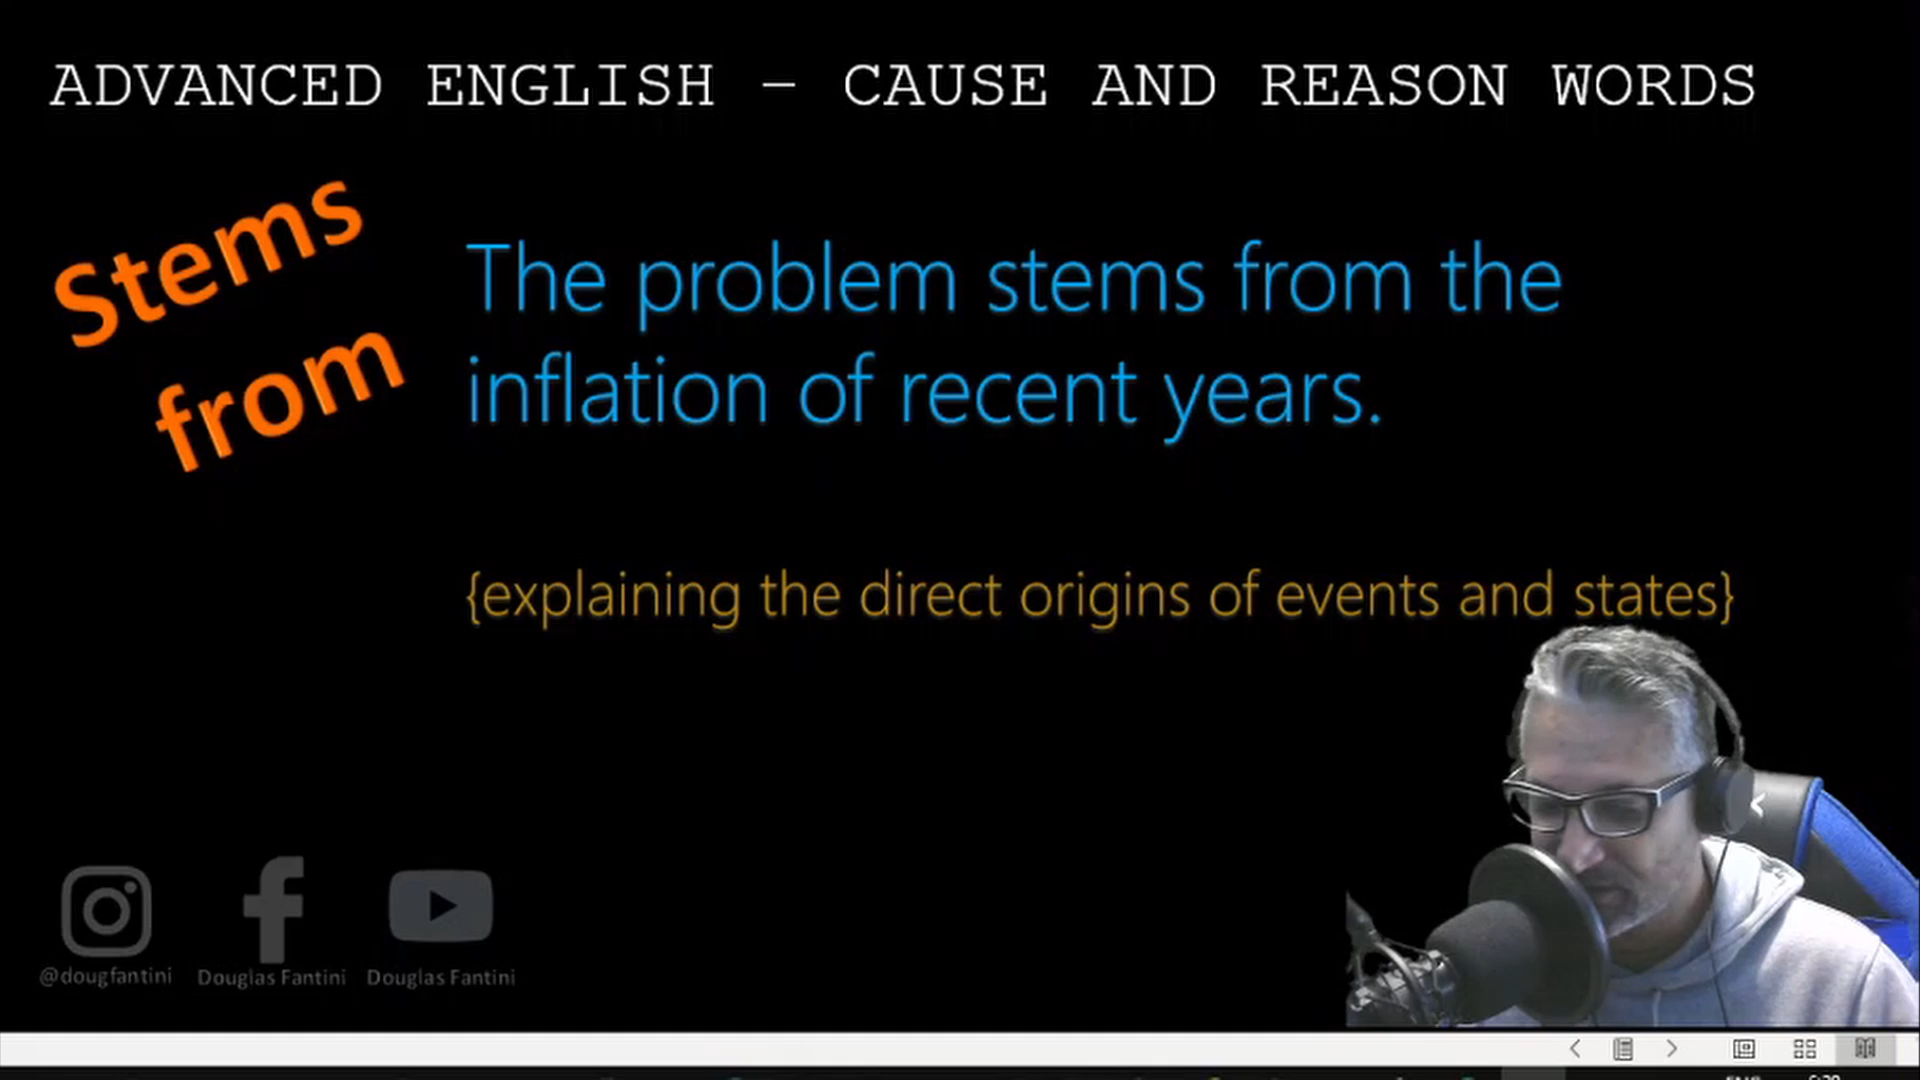 ADVANCED ENGLISH – CAUSE AND REASON WORDS
Stems
from
The problem stems from the
inflation of recent years.
{explaining the direct origins of events and states}
@dougfantini
Douglas Fantini
Douglas Fantini